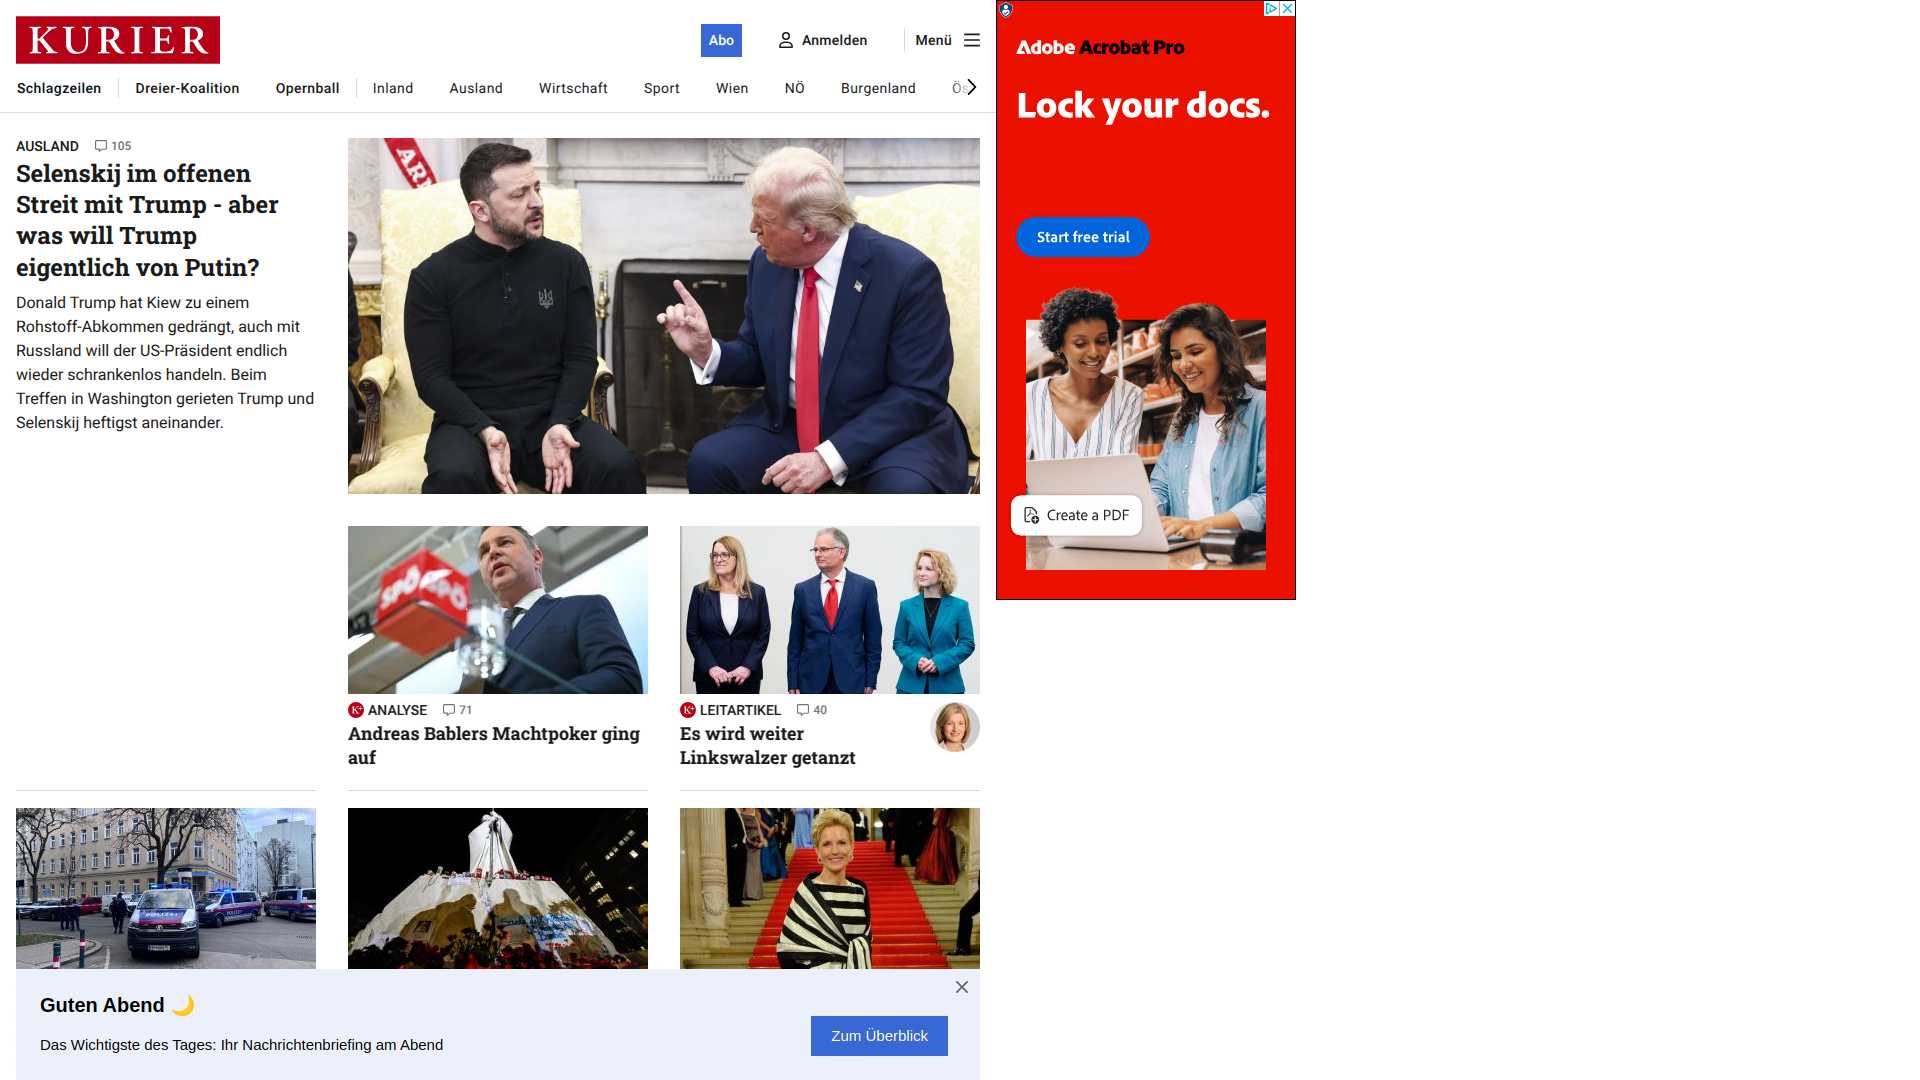 KURIER
Abo
Anmelden
Menü
Schlagzeilen
Dreier-Koalition
Opernball
Inland
Ausland
Wirtschaft
Sport
Wien
NÖ
Burgenland
AUSLAND 105
Selenskij im offenen
Streit mit Trump - aber
was will Trump
eigentlich von Putin?
Donald Trump hat Kiew zu einem
Rohstoff-Abkommen gedrängt, auch mit
Russland will der US-Präsident endlich
wieder schrankenlos handeln. Beim
Treffen in Washington gerieten Trump und
Selenskij heftigst aneinander.
SPÖ
K+ ANALYSE 71
Andreas Bablers Machtpoker ging
auf
K+ LEITARTIKEL 40
Es wird weiter
Linkswalzer getanzt
POLIZEI
Guten Abend 🌙
Das Wichtigste des Tages: Ihr Nachrichtenbriefing am Abend
Zum Überblick
Adobe Acrobat Pro
Lock your docs.
Start free trial
Create a PDF